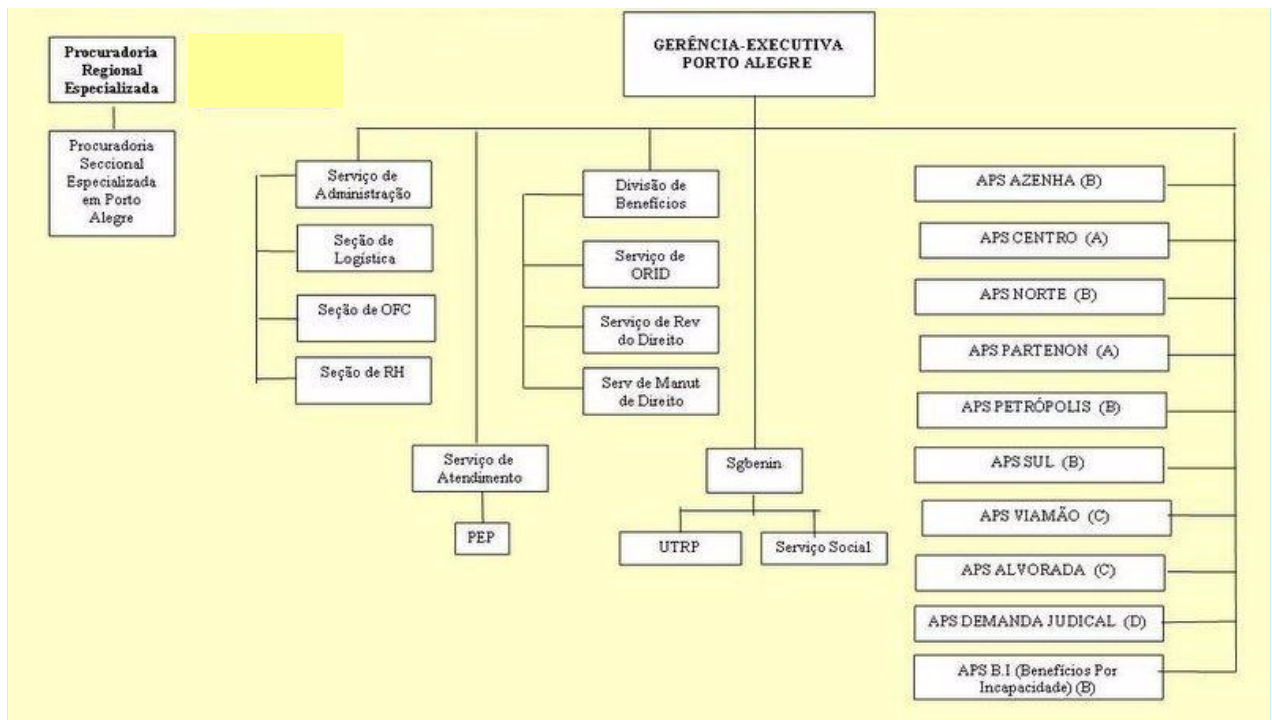 Procuradoria
Regional
Especializada
Procuradoria
Seccional
Especializada
em Porto
Alegre
GERÊNCIA-EXECUTIVA
PORTO ALEGRE
Serviço de
Administração
Seção de
Logística
Seção de OFC
Seção de RH
Serviço de
Atendimento
PEP
Divisão de
Benefícios
Serviço de
ORID
Serviço de Rev
do Direito
Serv de Manut
de Direito
Sgbenin
UTRP
Serviço Social
APS AZENHA (B)
APS CENTRO (A)
APS NORTE (B)
APS PARTENON (A)
APS PETRÓPOLIS (B)
APS SUL (B)
APS VIAMÃO (C)
APS ALVORADA (C)
APS DEMANDA JUDICAL (D)
APS B.I (Benefícios Por
Incapacidade) (B)